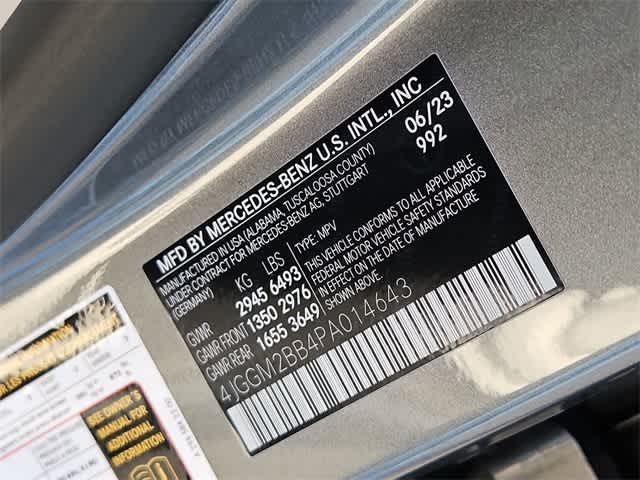 MFD BY MERCEDES-BENZ U.S. INTL., INC
MANUFACTURED IN USA (ALABAMA, TUSCALOOSA COUNTY)
UNDER CONTRACT FOR MERCEDES-BENZ AG, STUTTGART
(GERMANY)
06/23
992
KG LBS
GVWR 2945 6493
GAWR FRONT 1350 2976
GAWR REAR 1655 3649
TYPE: MPV
THIS VEHICLE CONFORMS TO ALL APPLICABLE
FEDERAL MOTOR VEHICLE SAFETY STANDARDS
IN EFFECT ON THE DATE OF MANUFACTURE
SHOWN ABOVE.
4JGGM2BB4PA014643
SEE OWNER'S
MANUAL FOR
ADDITIONAL
INFORMATION